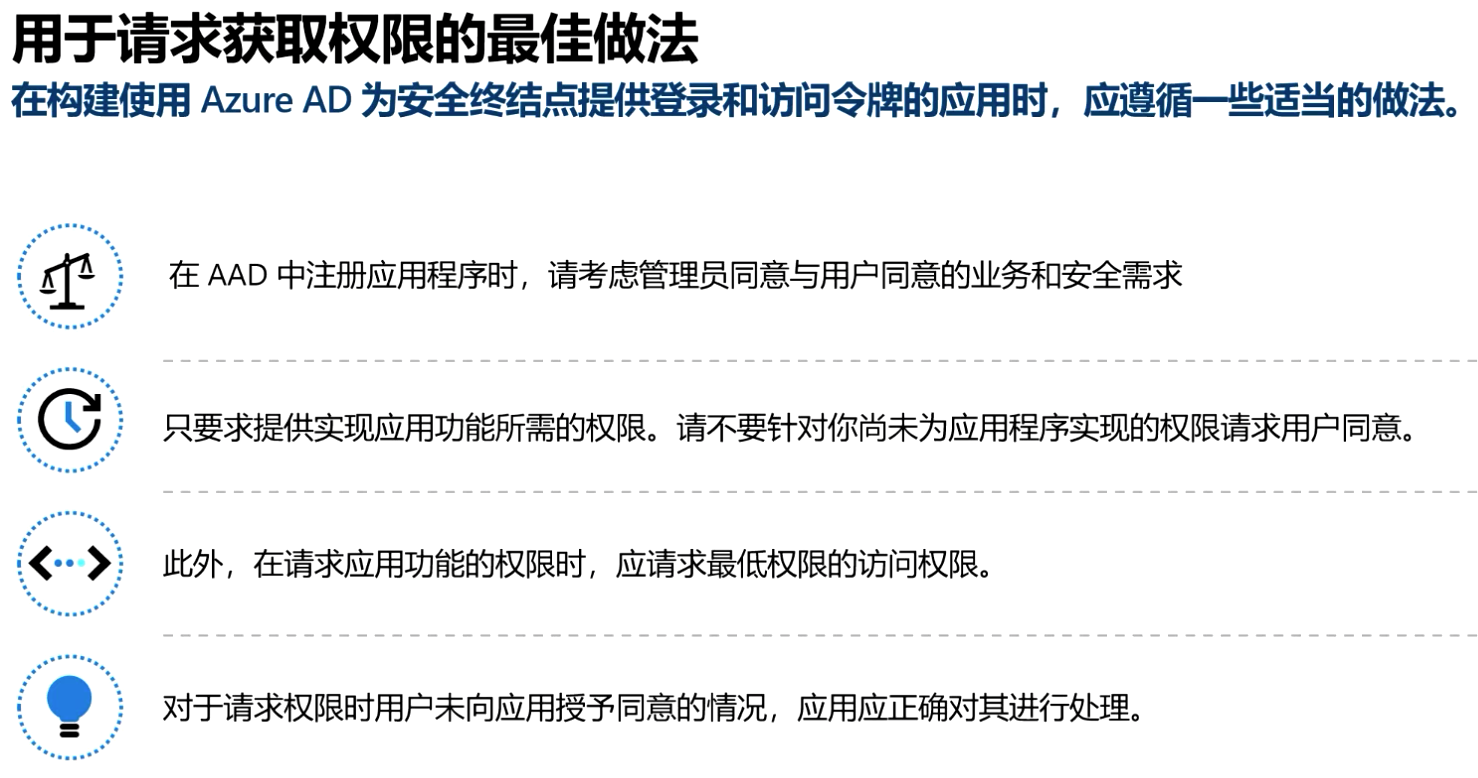 用于请求获取权限的最佳做法
在构建使用 Azure AD 为安全终结点提供登录和访问令牌的应用时，应遵循一些适当的做法。
在 AAD 中注册应用程序时，请考虑管理员同意与用户同意的业务和安全需求
只要求提供实现应用功能所需的权限。请不要针对你尚未为应用程序实现的权限请求用户同意。
此外，在请求应用功能的权限时，应请求最低权限的访问权限。
对于请求权限时用户未向应用授予同意的情况，应用应正确对其进行处理。